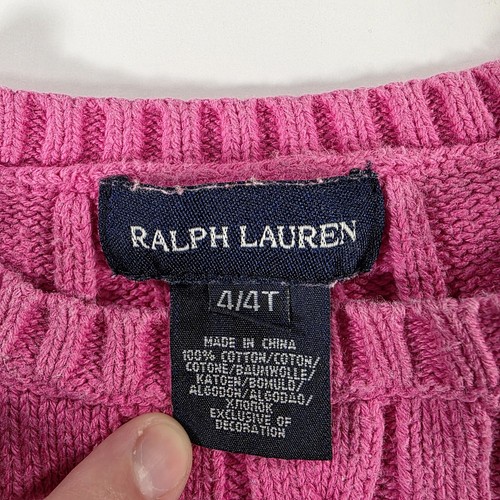 RALPH LAUREN
4/4T
MADE IN CHINA
100% COTTON/COTON/
COTONE/BAUMWOLLE/
KATOEN/BOMULD/
ALGODON/ALGODAO/
Хлопок
EXCLUSIVE OF
DECORATION